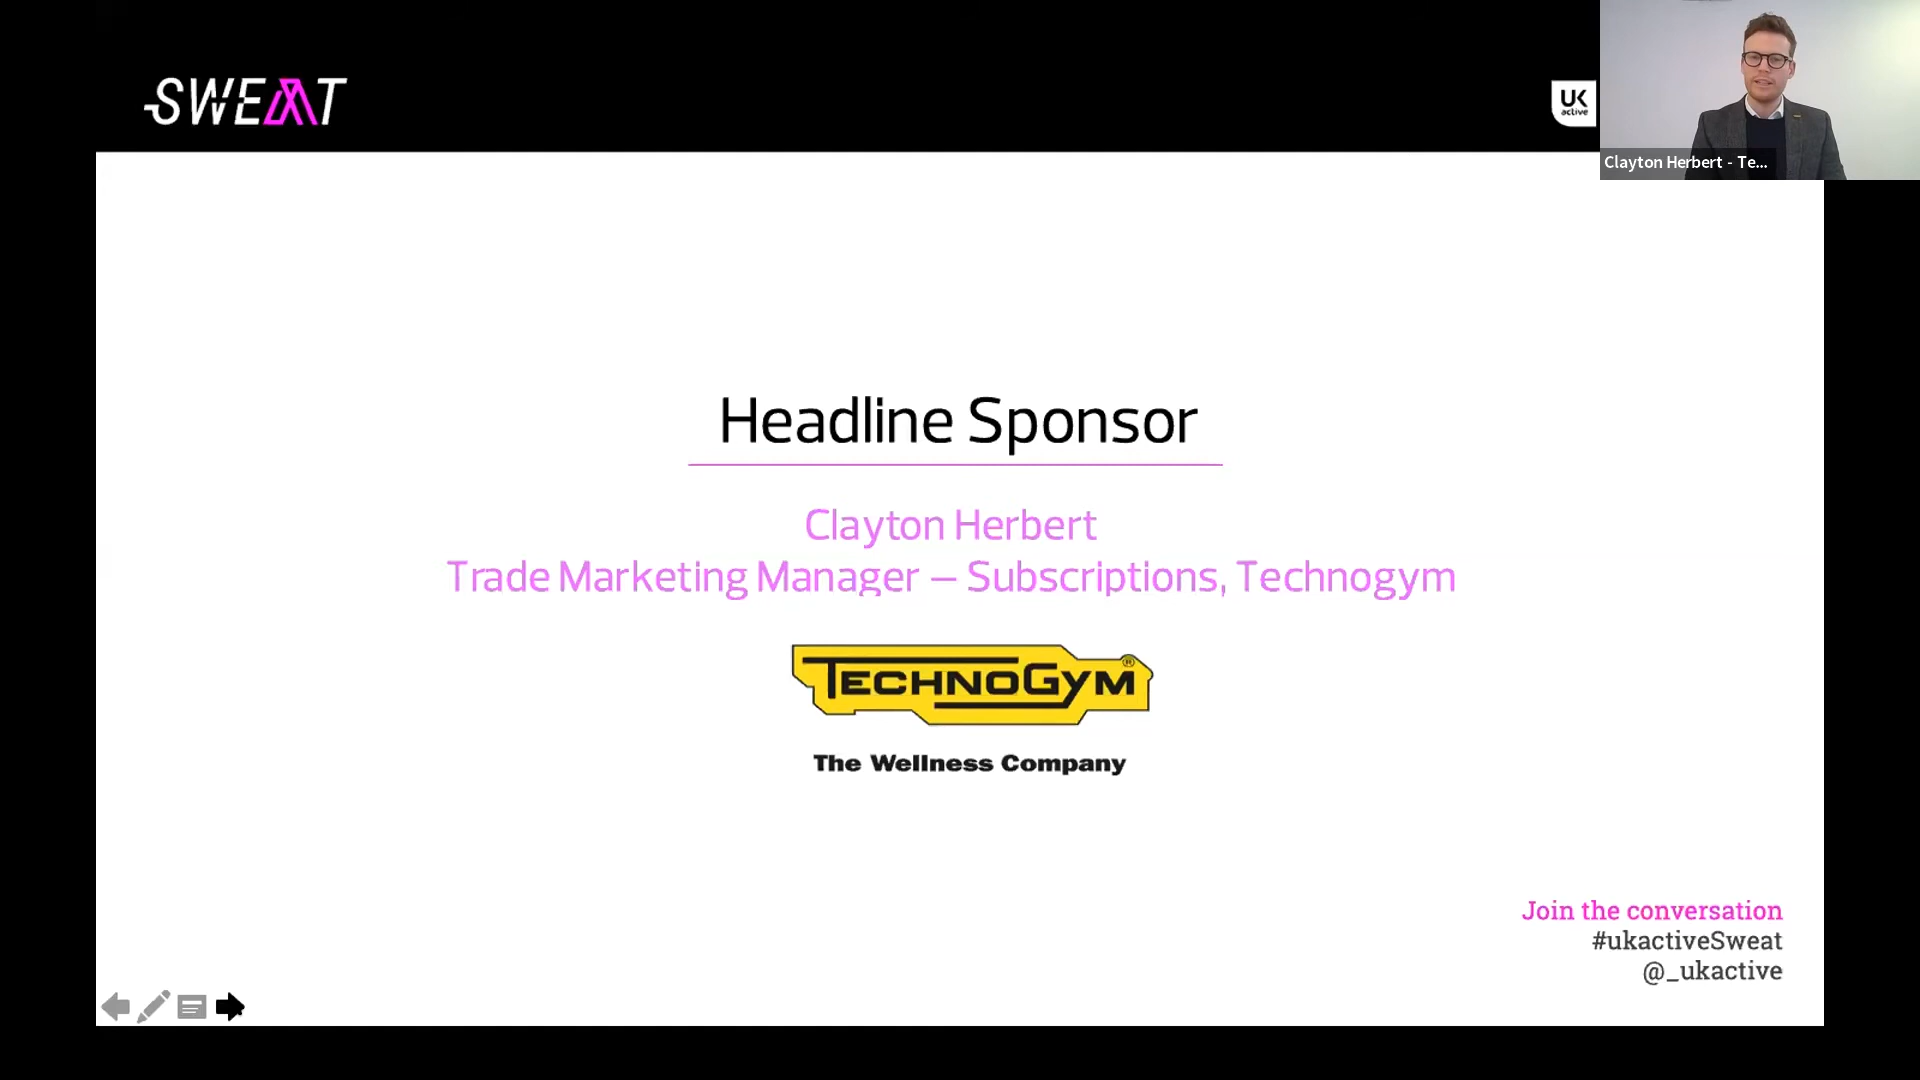 SWEAT
UK
active
Clayton Herbert - Te...
Headline Sponsor
Clayton Herbert
Trade Marketing Manager – Subscriptions, Technogym
TECHNOGYM®
The Wellness Company
Join the conversation
#ukactiveSweat
@_ukactive